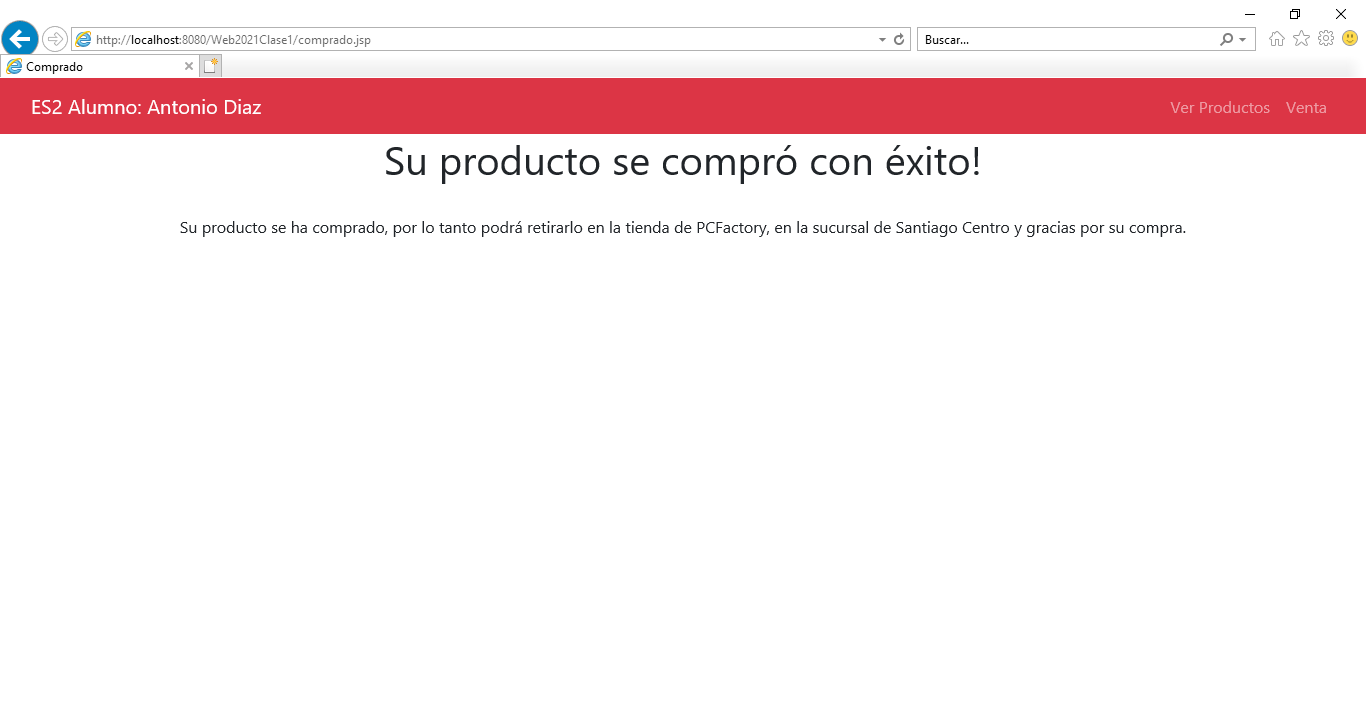 http://localhost:8080/Web2021Clase1/comprado.jsp
Buscar...
Comprado
ES2 Alumno: Antonio Diaz
Ver Productos
Venta
Su producto se compró con éxito!
Su producto se ha comprado, por lo tanto podrá retirarlo en la tienda de PCFactory, en la sucursal de Santiago Centro y gracias por su compra.